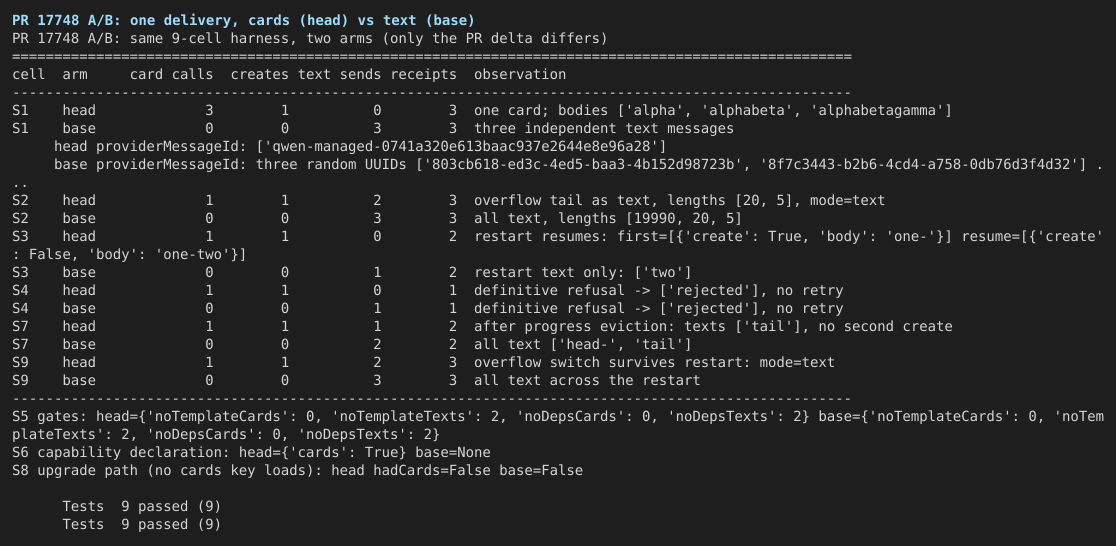 PR 17748 A/B: one delivery, cards (head) vs text (base)
PR 17748 A/B: same 9-cell harness, two arms (only the PR delta differs)
====================================================================================================
cell  arm     card calls  creates text sends receipts  observation
----------------------------------------------------------------------------------------------------
S1    head             3        1          0        3  one card; bodies ['alpha', 'alphabeta', 'alphabetagamma']
S1    base             0        0          3        3  three independent text messages
     head providerMessageId: ['qwen-managed-0741a320e613baac937e2644e8e96a28']
     base providerMessageId: three random UUIDs ['803cb618-ed3c-4ed5-baa3-4b152d98723b', '8f7c3443-b2b6-4cd4-a758-0db76d3f4d32'] .
..
S2    head             1        1          2        3  overflow tail as text, lengths [20, 5], mode=text
S2    base             0        0          3        3  all text, lengths [19990, 20, 5]
S3    head             1        1          0        2  restart resumes: first=[{'create': True, 'body': 'one-'}] resume=[{'create'
: False, 'body': 'one-two'}]
S3    base             0        0          1        2  restart text only: ['two']
S4    head             1        1          0        1  definitive refusal -> ['rejected'], no retry
S4    base             0        0          1        1  definitive refusal -> ['rejected'], no retry
S7    head             1        1          1        2  after progress eviction: texts ['tail'], no second create
S7    base             0        0          2        2  all text ['head-', 'tail']
S9    head             1        1          2        3  overflow switch survives restart: mode=text
S9    base             0        0          3        3  all text across the restart
----------------------------------------------------------------------------------------------------
S5 gates: head={'noTemplateCards': 0, 'noTemplateTexts': 2, 'noDepsCards': 0, 'noDepsTexts': 2} base={'noTemplateCards': 0, 'noTem
plateTexts': 2, 'noDepsCards': 0, 'noDepsTexts': 2}
S6 capability declaration: head={'cards': True} base=None
S8 upgrade path (no cards key loads): head hadCards=False base=False
      Tests  9 passed (9)
      Tests  9 passed (9)